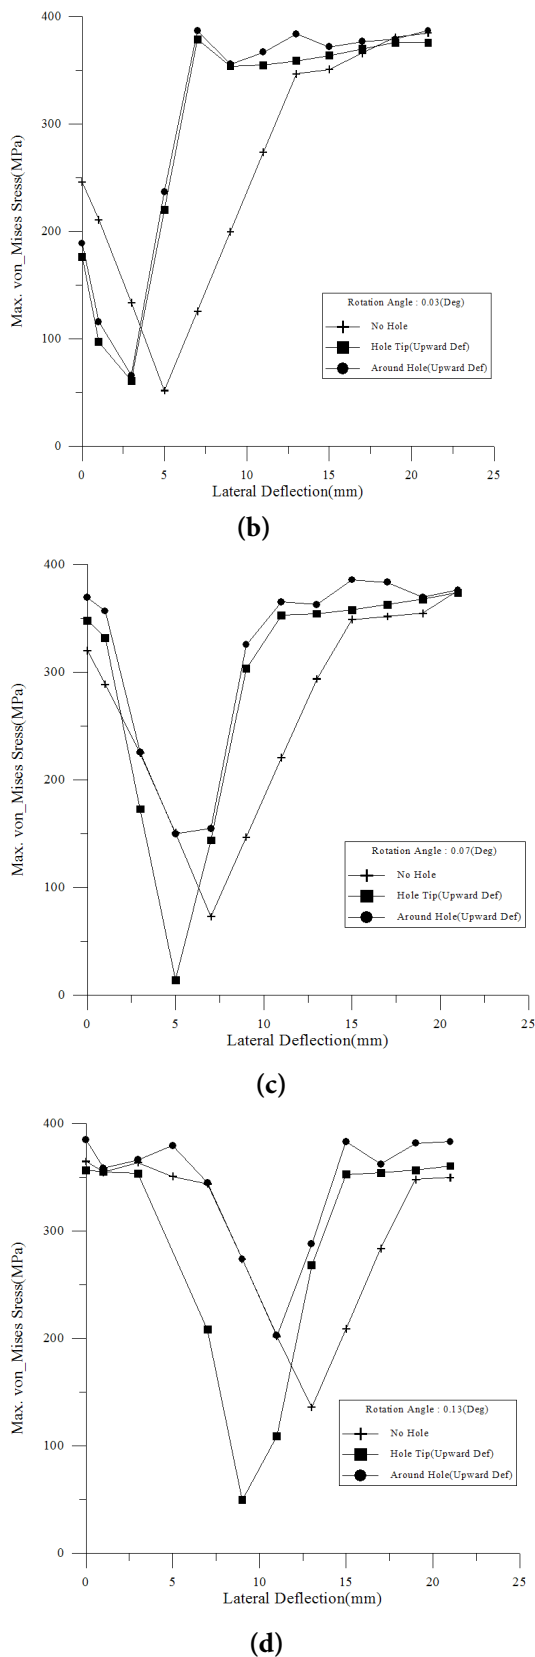 400
300
200
100
0
Max. von_Mises Sress(MPa)
Rotation Angle : 0.03(Deg)
No Hole
Hole Tip(Upward Def)
Around Hole(Upward Def)
0 5 10 15 20 25
Lateral Deflection(mm)
(b)
400
300
200
100
0
Max. von_Mises Sress(MPa)
Rotation Angle : 0.07(Deg)
No Hole
Hole Tip(Upward Def)
Around Hole(Upward Def)
0 5 10 15 20 25
Lateral Deflection(mm)
(c)
400
300
200
100
0
Max. von_Mises Sress(MPa)
Rotation Angle : 0.13(Deg)
No Hole
Hole Tip(Upward Def)
Around Hole(Upward Def)
0 5 10 15 20 25
Lateral Deflection(mm)
(d)